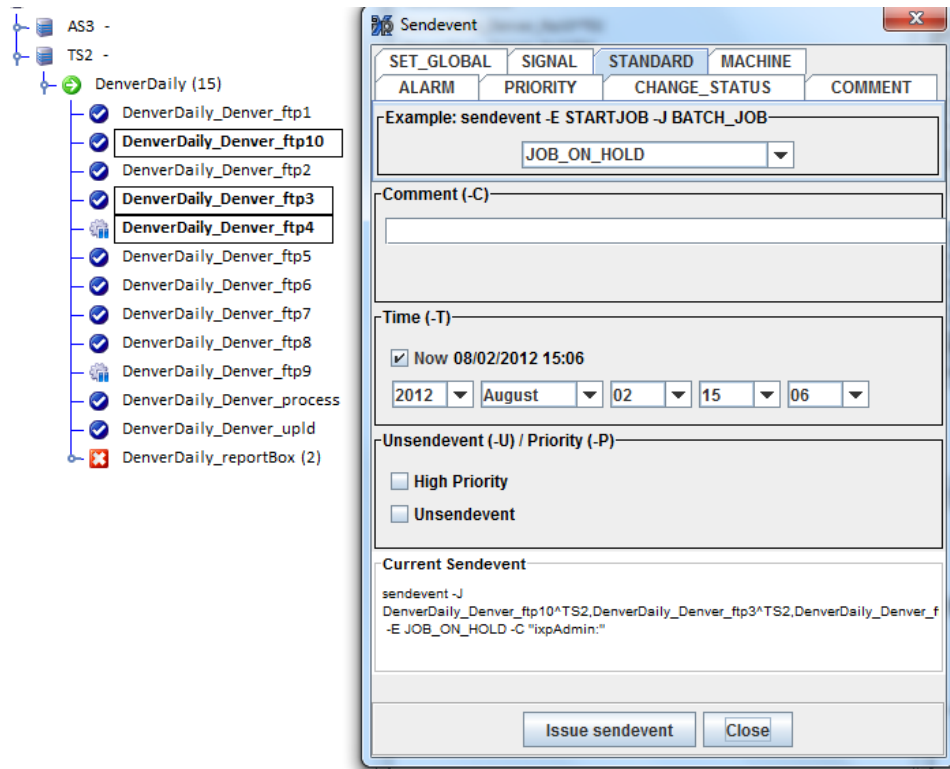 AS3 -
TS2 -
DenverDaily (15)
DenverDaily_Denver_ftp1
DenverDaily_Denver_ftp10
DenverDaily_Denver_ftp2
DenverDaily_Denver_ftp3
DenverDaily_Denver_ftp4
DenverDaily_Denver_ftp5
DenverDaily_Denver_ftp6
DenverDaily_Denver_ftp7
DenverDaily_Denver_ftp8
DenverDaily_Denver_ftp9
DenverDaily_Denver_process
DenverDaily_Denver_upld
DenverDaily_reportBox (2)
Sendevent
SET_GLOBAL SIGNAL STANDARD MACHINE
ALARM PRIORITY CHANGE_STATUS COMMENT
Example: sendevent -E STARTJOB -J BATCH_JOB
JOB_ON_HOLD
Comment (-C)
Time (-T)
Now 08/02/2012 15:06
2012 August 02 15 06
Unsendevent (-U) / Priority (-P)
High Priority
Unsendevent
Current Sendevent
sendevent -J
DenverDaily_Denver_ftp10^TS2,DenverDaily_Denver_ftp3^TS2,DenverDaily_Denver_f
-E JOB_ON_HOLD -C "ixpAdmin:"
Issue sendevent Close